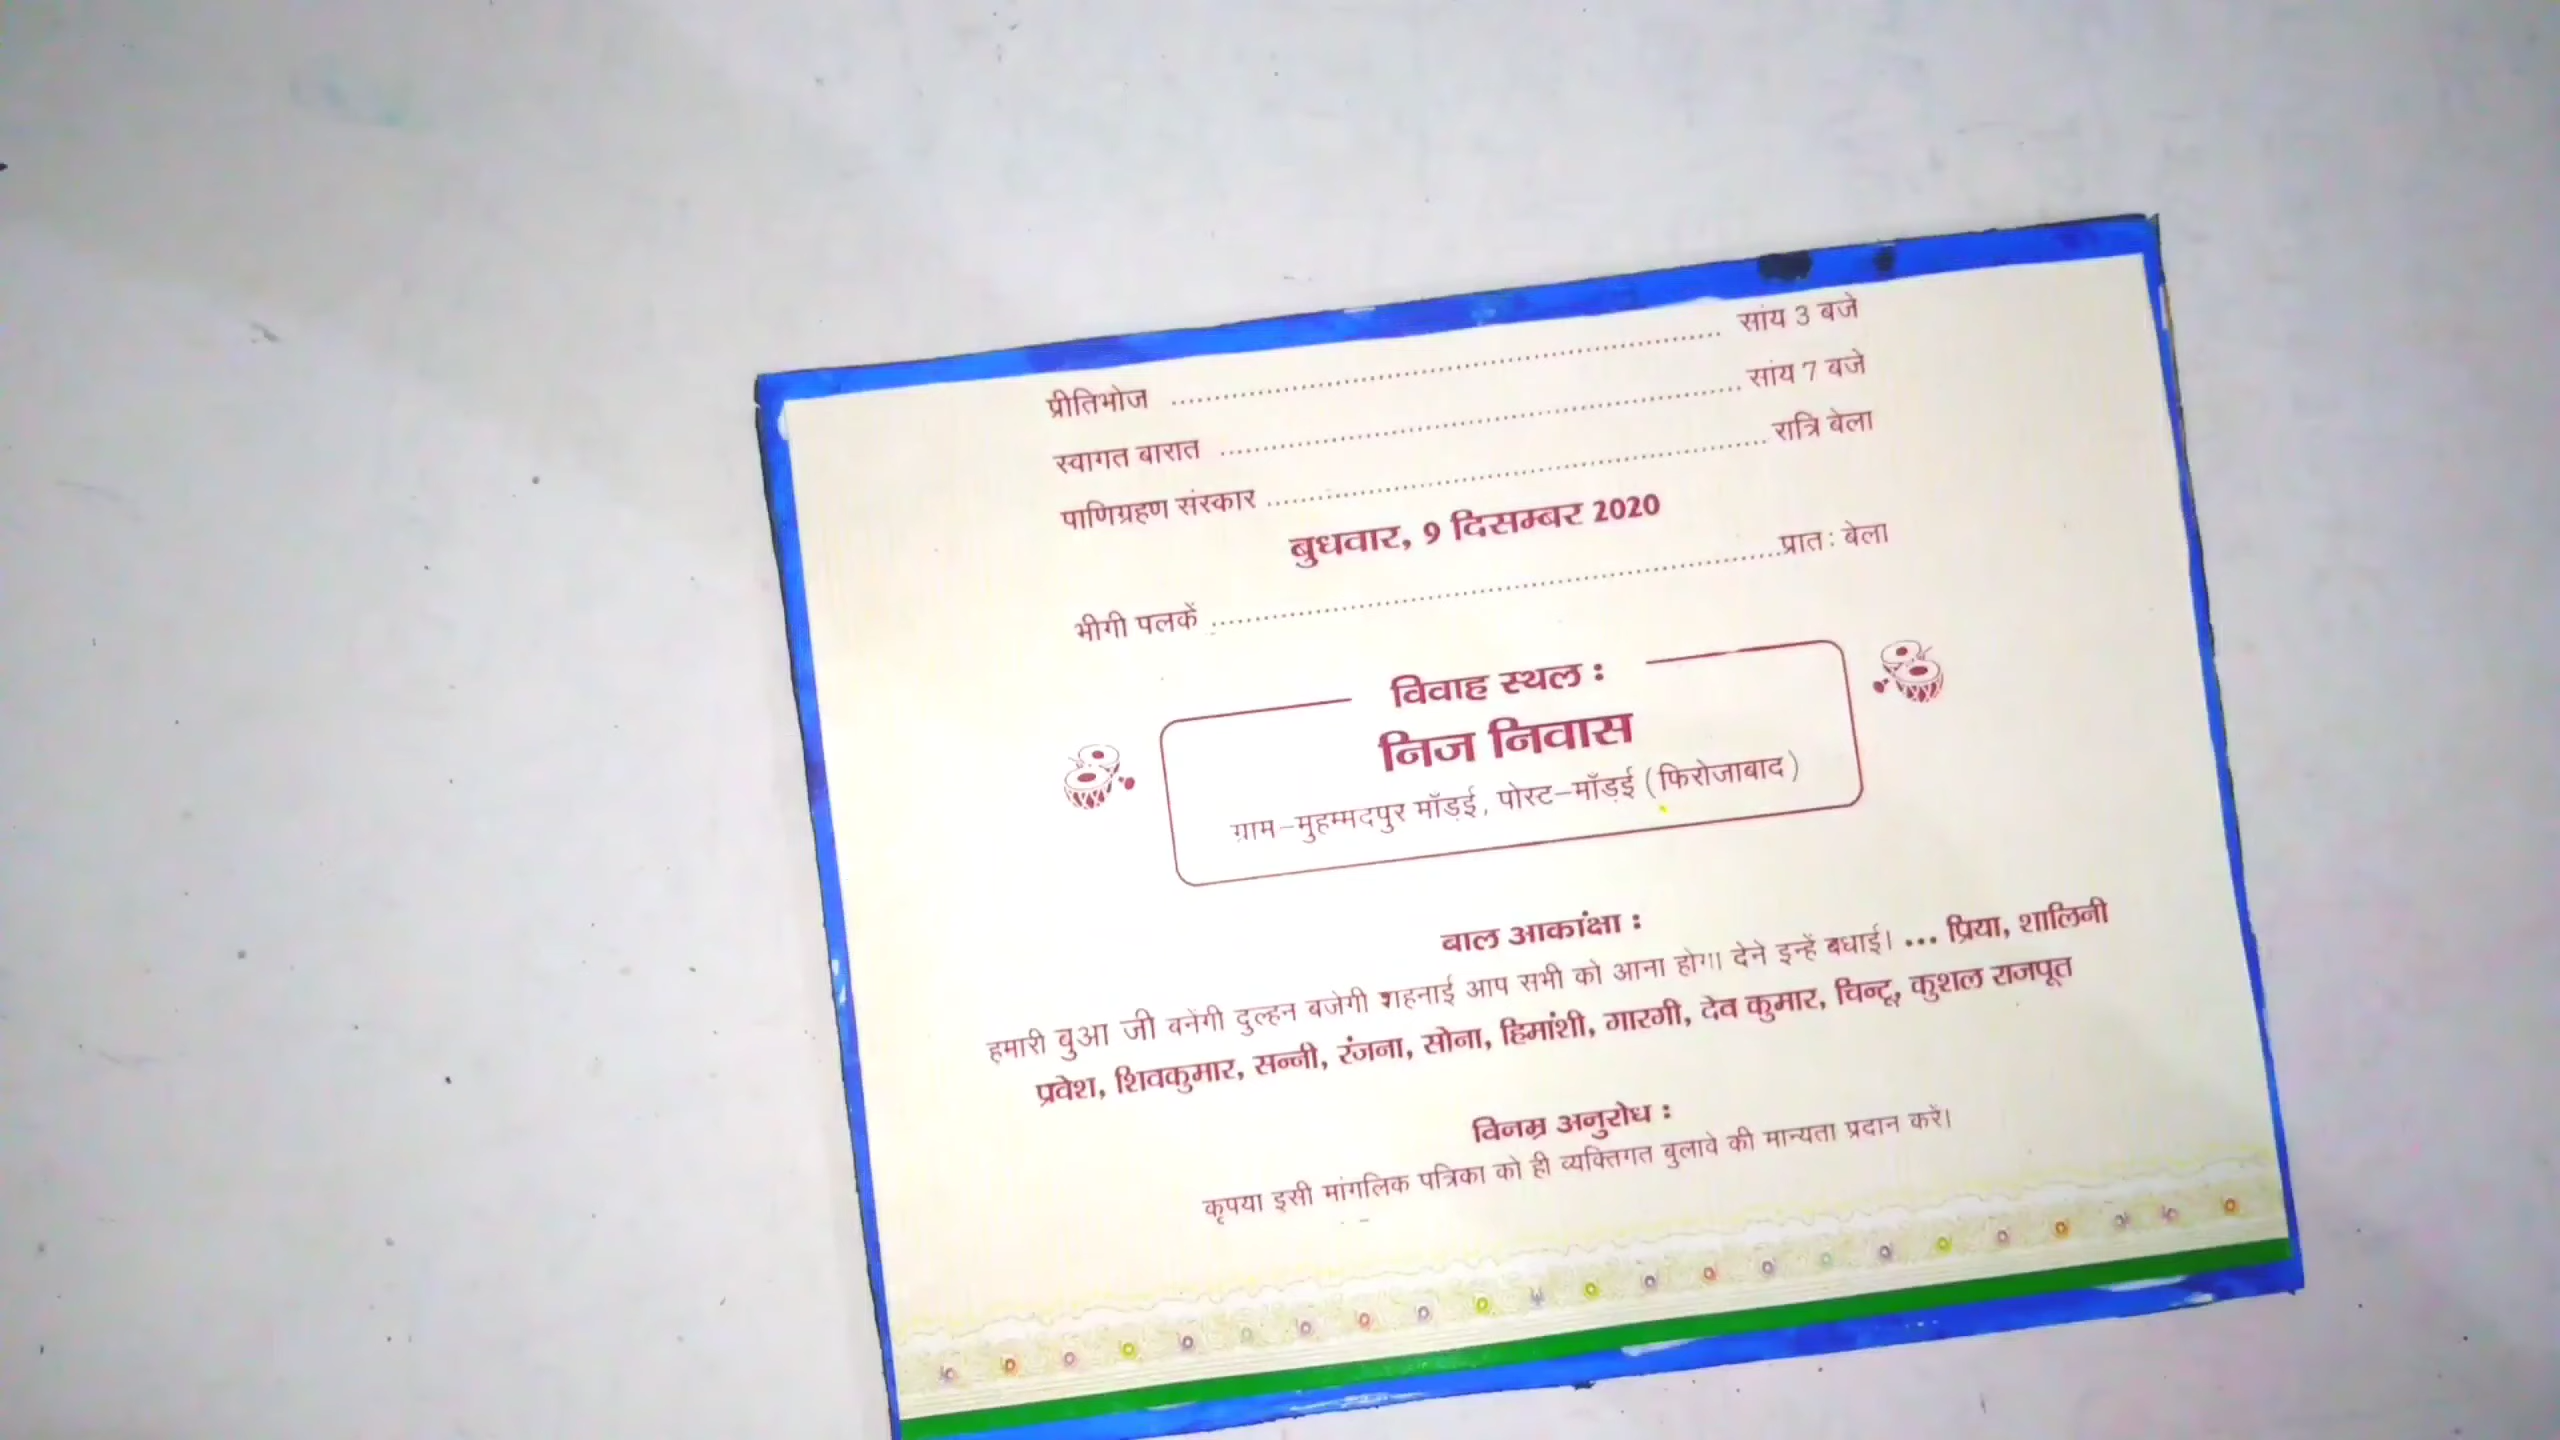 प्रीतिभोज ........................................ सांय 3 बजे
स्वागत बारात ........................................ सांय 7 बजे
पाणिग्रहण संस्कार ........................................ रात्रि बेला
बुधवार, 9 दिसम्बर 2020
भीगी पलकें ........................................प्रातः बेला
विवाह स्थल :
निज निवास
ग्राम-मुहम्मदपुर मॉंड़ई, पोस्ट-मॉंड़ई (फिरोजाबाद)
बाल आकांक्षा :
हमारी बुआ जी बनेंगी दुल्हन बजेगी शहनाई आप सभी को आना होगा देने इन्हें बधाई। ... प्रिया, शालिनी
प्रवेश, शिवकुमार, सन्नी, रंजना, सोना, हिमांशी, गारगी, देव कुमार, चिन्टू, कुशल राजपूत
विनम्र अनुरोध :
कृपया इसी मांगलिक पत्रिका को ही व्यक्तिगत बुलावे की मान्यता प्रदान करें।